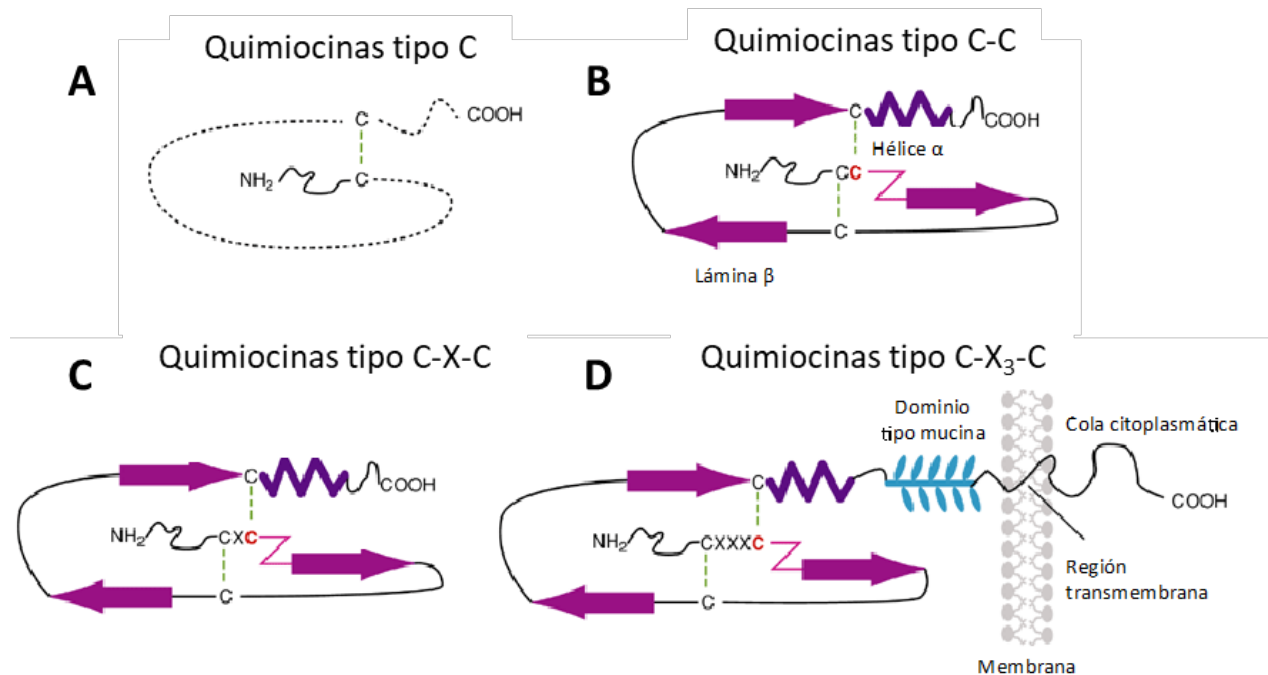 Quimiocinas tipo C
A
C
COOH
NH₂
C
Quimiocinas tipo C-C
B
C
COOH
Hélice α
NH₂
CC
C
Lámina β
Quimiocinas tipo C-X-C
C
C
COOH
NH₂
CXC
C
Quimiocinas tipo C-X₃-C
D
Dominio
tipo mucina
Cola citoplasmática
C
COOH
NH₂
CXXXC
C
Región
transmembrana
Membrana